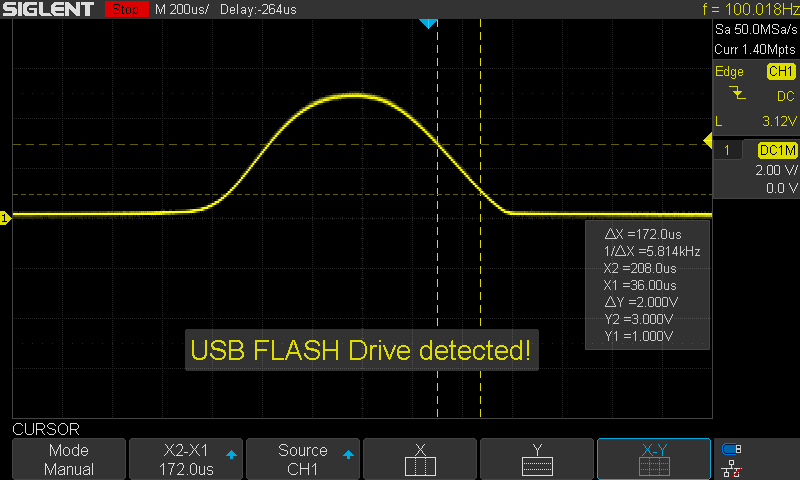 SIGLENT Stop M 200us/ Delay:-264us f = 100.018Hz
Sa 50.0MSa/s
Curr 1.40Mpts
Edge CH1
DC
L 3.12V
1 DC1M
2.00 V/
0.0 V
1
ΔX =172.0us
1/ΔX =5.814kHz
X2 =208.0us
X1 =36.00us
ΔY =2.000V
Y2 =3.000V
Y1 =1.000V
USB FLASH Drive detected!
CURSOR
Mode X2-X1 Source X Y X-Y
Manual 172.0us CH1